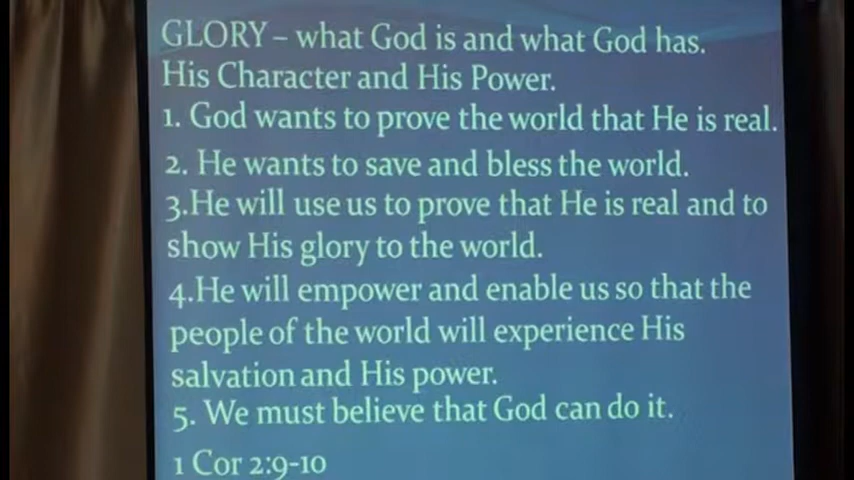 GLORY – what God is and what God has.
His Character and His Power.
1. God wants to prove the world that He is real.
2. He wants to save and bless the world.
3.He will use us to prove that He is real and to
show His glory to the world.
4.He will empower and enable us so that the
people of the world will experience His
salvation and His power.
5. We must believe that God can do it.
1 Cor 2:9-10